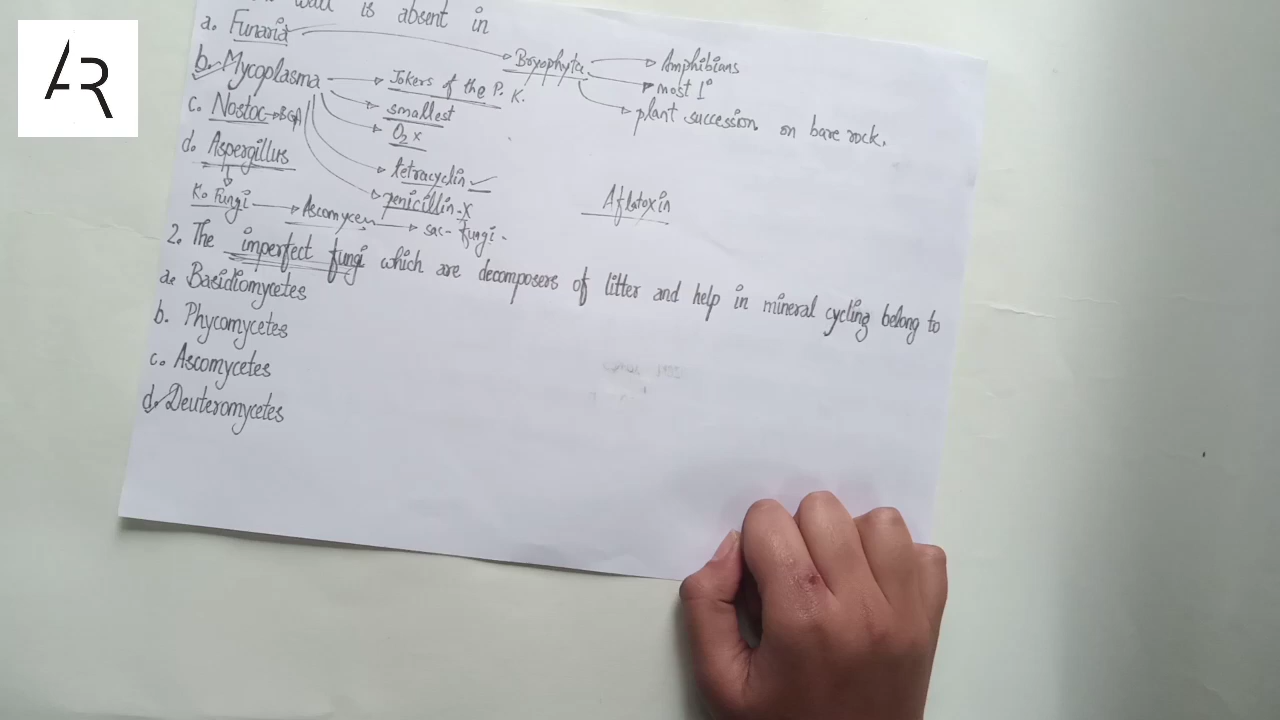 AR
wall is absent in
a. Funaria → Bryophyta → Amphibians
→ most 1°
→ plant succession on bare rock.
b. Mycoplasma → Jokers of the P. K.
→ smallest
→ O2 x
→ tetracyclin ✓
→ penicillin - X
c. Nostoc → BGA
d. Aspergillus
Aflatoxin
K. Fungi → Ascomycen → sac- fungi.
2. The imperfect fungi which are decomposers of litter and help in mineral cycling belong to
a. Basidiomycetes
b. Phycomycetes
c. Ascomycetes
d. Deuteromycetes